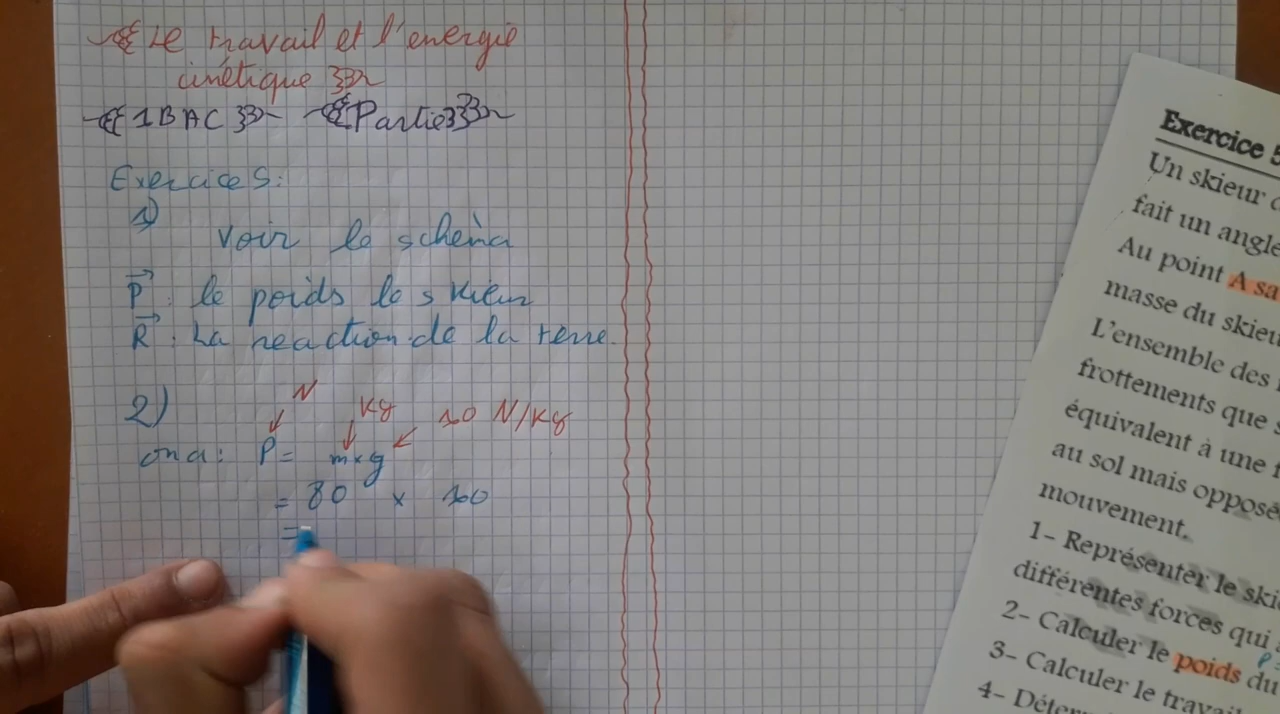 Le travail et l'energie
cinétique
1BAC Partie
Exercice 5:
1)
Voir le schèma
P : le poids le skieur
R : La reaction de la terre.
2)
N
Kg
10 N/Kg
on a: P = m×g
= 80 × 10
=
Exercice 5
Un skieur
fait un angle
Au point A sa
masse du skieu
L'ensemble des
frottements que s
équivalent à une f
au sol mais opposé
mouvement.
1- Représenter le ski
différentes forces qui
2- Calculer le poids du
3- Calculer le travail
4- Déter